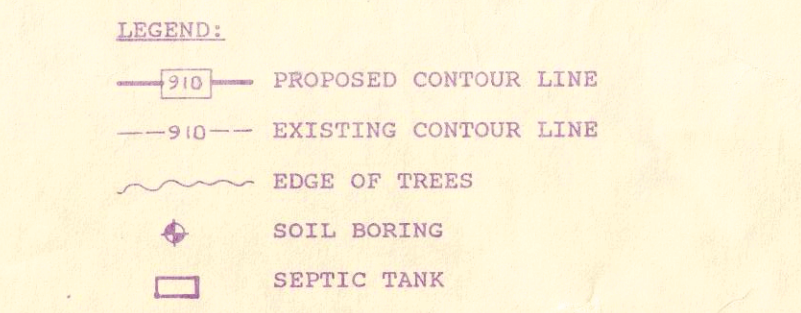 LEGEND:
910 PROPOSED CONTOUR LINE
910 EXISTING CONTOUR LINE
EDGE OF TREES
SOIL BORING
SEPTIC TANK